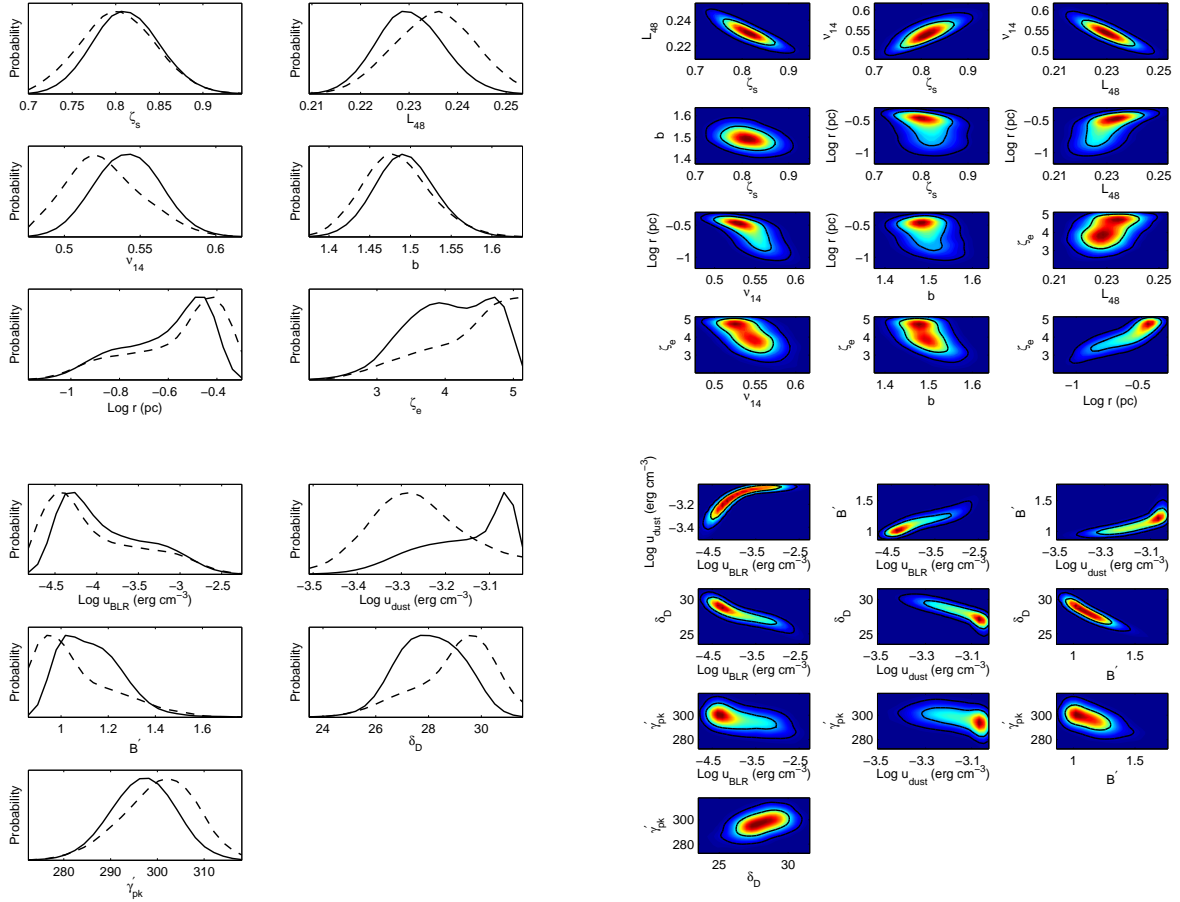 Probability
0.7 0.75 0.8 0.85 0.9
ζs
Probability
0.21 0.22 0.23 0.24 0.25
L48
Probability
0.5 0.55 0.6
ν14
Probability
1.4 1.45 1.5 1.55 1.6
b
Probability
−1 −0.8 −0.6 −0.4
Log r (pc)
Probability
3 4 5
ζe
Probability
−4.5 −4 −3.5 −3 −2.5
Log uBLR (erg cm−3)
Probability
−3.5 −3.4 −3.3 −3.2 −3.1
Log udust (erg cm−3)
Probability
1 1.2 1.4 1.6
B′
Probability
24 26 28 30
δD
Probability
280 290 300 310
γ′pk
L48
0.24
0.22
0.7 0.8 0.9
ζs
ν14
0.6
0.55
0.5
0.7 0.8 0.9
ζs
ν14
0.6
0.55
0.5
0.21 0.23 0.25
L48
b
1.6
1.5
1.4
0.7 0.8 0.9
ζs
Log r (pc)
−0.5
−1
0.7 0.8 0.9
ζs
Log r (pc)
−0.5
−1
0.21 0.23 0.25
L48
Log r (pc)
−0.5
−1
0.5 0.55 0.6
ν14
Log r (pc)
−0.5
−1
1.4 1.5 1.6
b
ζe
5
4
3
0.21 0.23 0.25
L48
ζe
5
4
3
0.5 0.55 0.6
ν14
ζe
5
4
3
1.4 1.5 1.6
b
ζe
5
4
3
−1 −0.5
Log r (pc)
Log udust (erg cm−3)
−3.2
−3.4
−4.5 −3.5 −2.5
Log uBLR (erg cm−3)
B′
1.5
1
−4.5 −3.5 −2.5
Log uBLR (erg cm−3)
B′
1.5
1
−3.5 −3.4 −3.1
Log udust (erg cm−3)
δD
30
25
−4.5 −3.5 −2.5
Log uBLR (erg cm−3)
δD
30
25
−3.5 −3.4 −3.1
Log udust (erg cm−3)
δD
30
25
1 1.5
B′
γ′pk
300
280
−4.5 −3.5 −2.5
Log uBLR (erg cm−3)
γ′pk
300
280
−3.5 −3.4 −3.1
Log udust (erg cm−3)
γ′pk
300
280
1 1.5
B′
γ′pk
300
280
25 30
δD